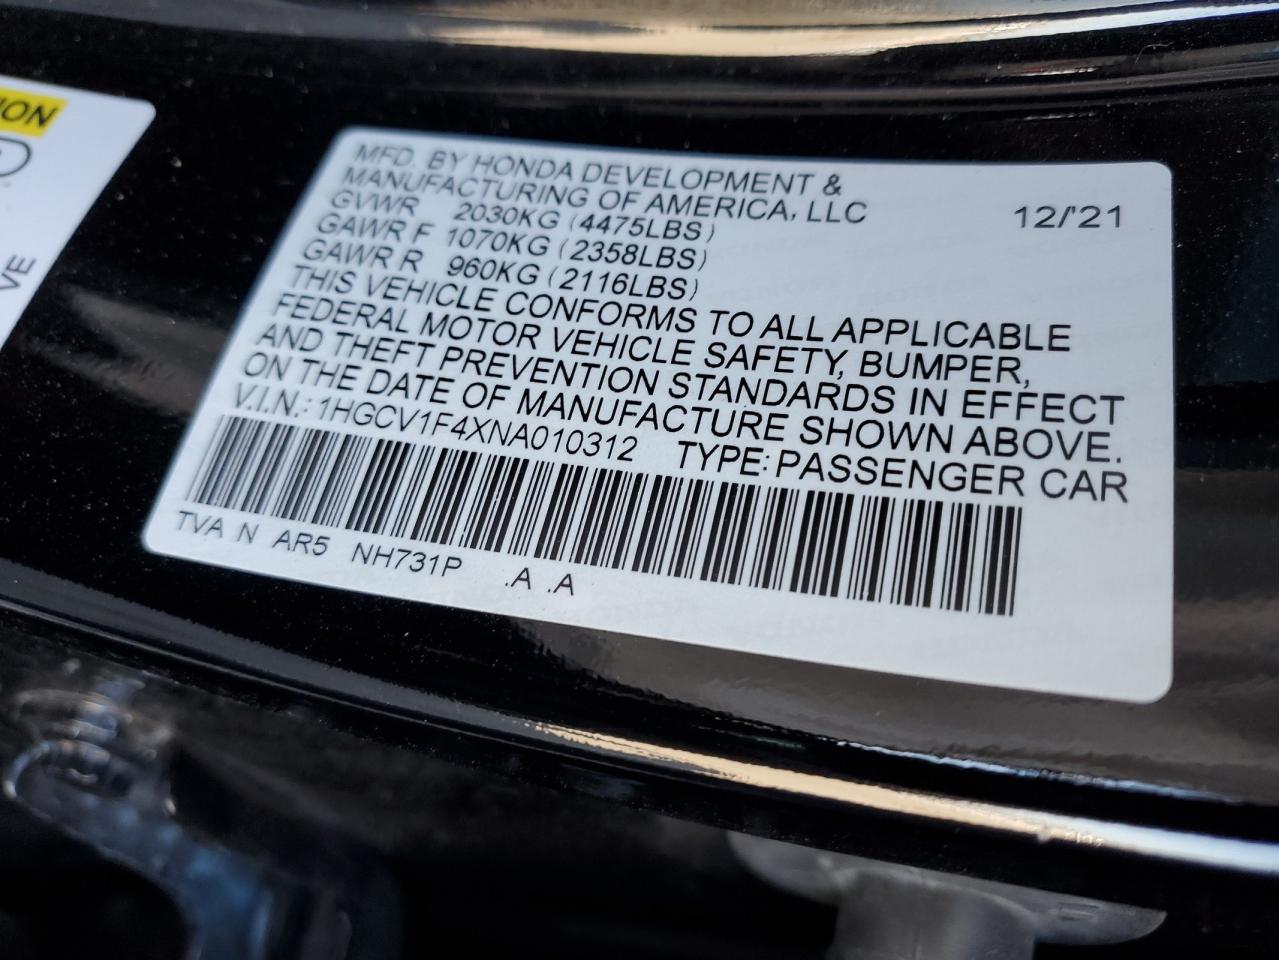 ION
VE
MFD. BY HONDA DEVELOPMENT &
MANUFACTURING OF AMERICA, LLC
12/'21
GVWR 2030KG (4475LBS)
GAWR F 1070KG (2358LBS)
GAWR R 960KG (2116LBS)
THIS VEHICLE CONFORMS TO ALL APPLICABLE
FEDERAL MOTOR VEHICLE SAFETY, BUMPER,
AND THEFT PREVENTION STANDARDS IN EFFECT
ON THE DATE OF MANUFACTURE SHOWN ABOVE.
V.I.N.: 1HGCV1F4XNA010312 TYPE: PASSENGER CAR
TVA N AR5 NH731P .A .A